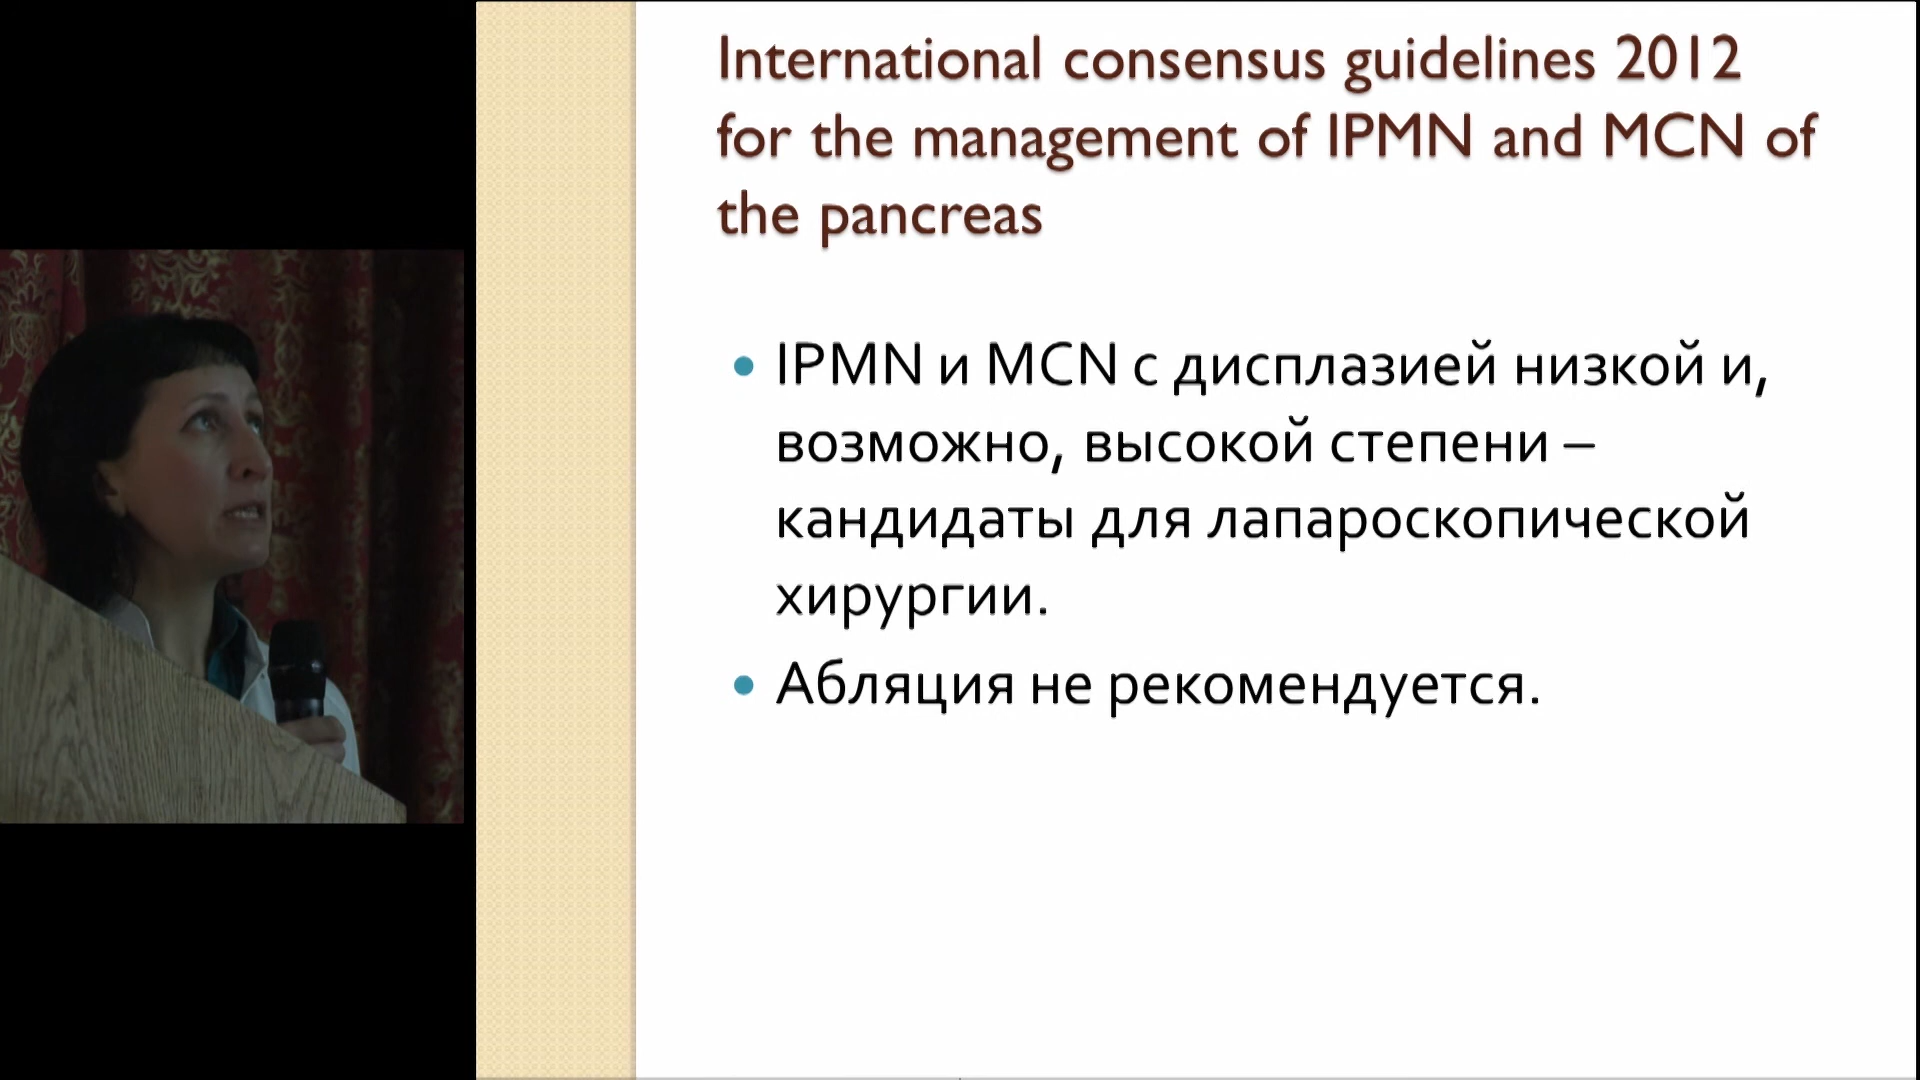 International consensus guidelines 2012
for the management of IPMN and MCN of
the pancreas
• IPMN и MCN с дисплазией низкой и,
возможно, высокой степени –
кандидаты для лапароскопической
хирургии.
• Абляция не рекомендуется.